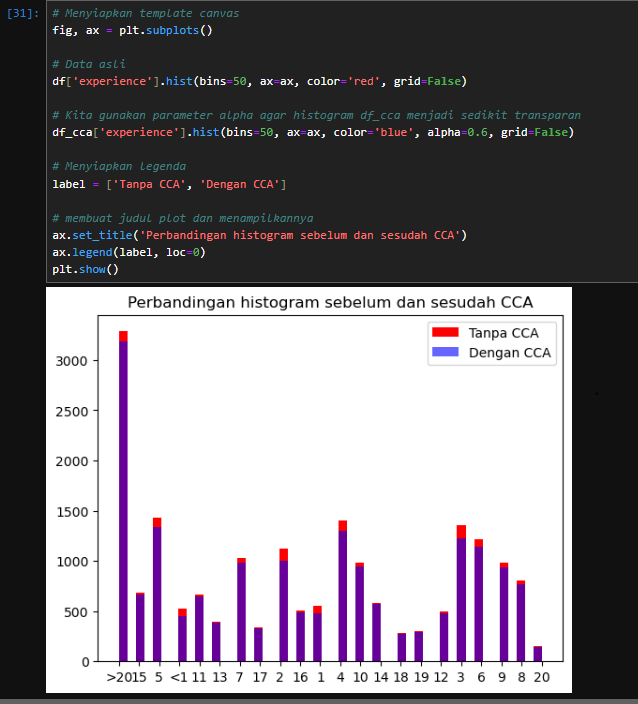 [31]:
# Menyiapkan template canvas
fig, ax = plt.subplots()
# Data asli
df['experience'].hist(bins=50, ax=ax, color='red', grid=False)
# Kita gunakan parameter alpha agar histogram df_cca menjadi sedikit transparan
df_cca['experience'].hist(bins=50, ax=ax, color='blue', alpha=0.6, grid=False)
# Menyiapkan legenda
label = ['Tanpa CCA', 'Dengan CCA']
# membuat judul plot dan menampilkannya
ax.set_title('Perbandingan histogram sebelum dan sesudah CCA')
ax.legend(label, loc=0)
plt.show()
Perbandingan histogram sebelum dan sesudah CCA
Tanpa CCA
Dengan CCA
3000
2500
2000
1500
1000
500
0
>20 15 5 <1 11 13 7 17 2 16 1 4 10 14 18 19 12 3 6 9 8 20